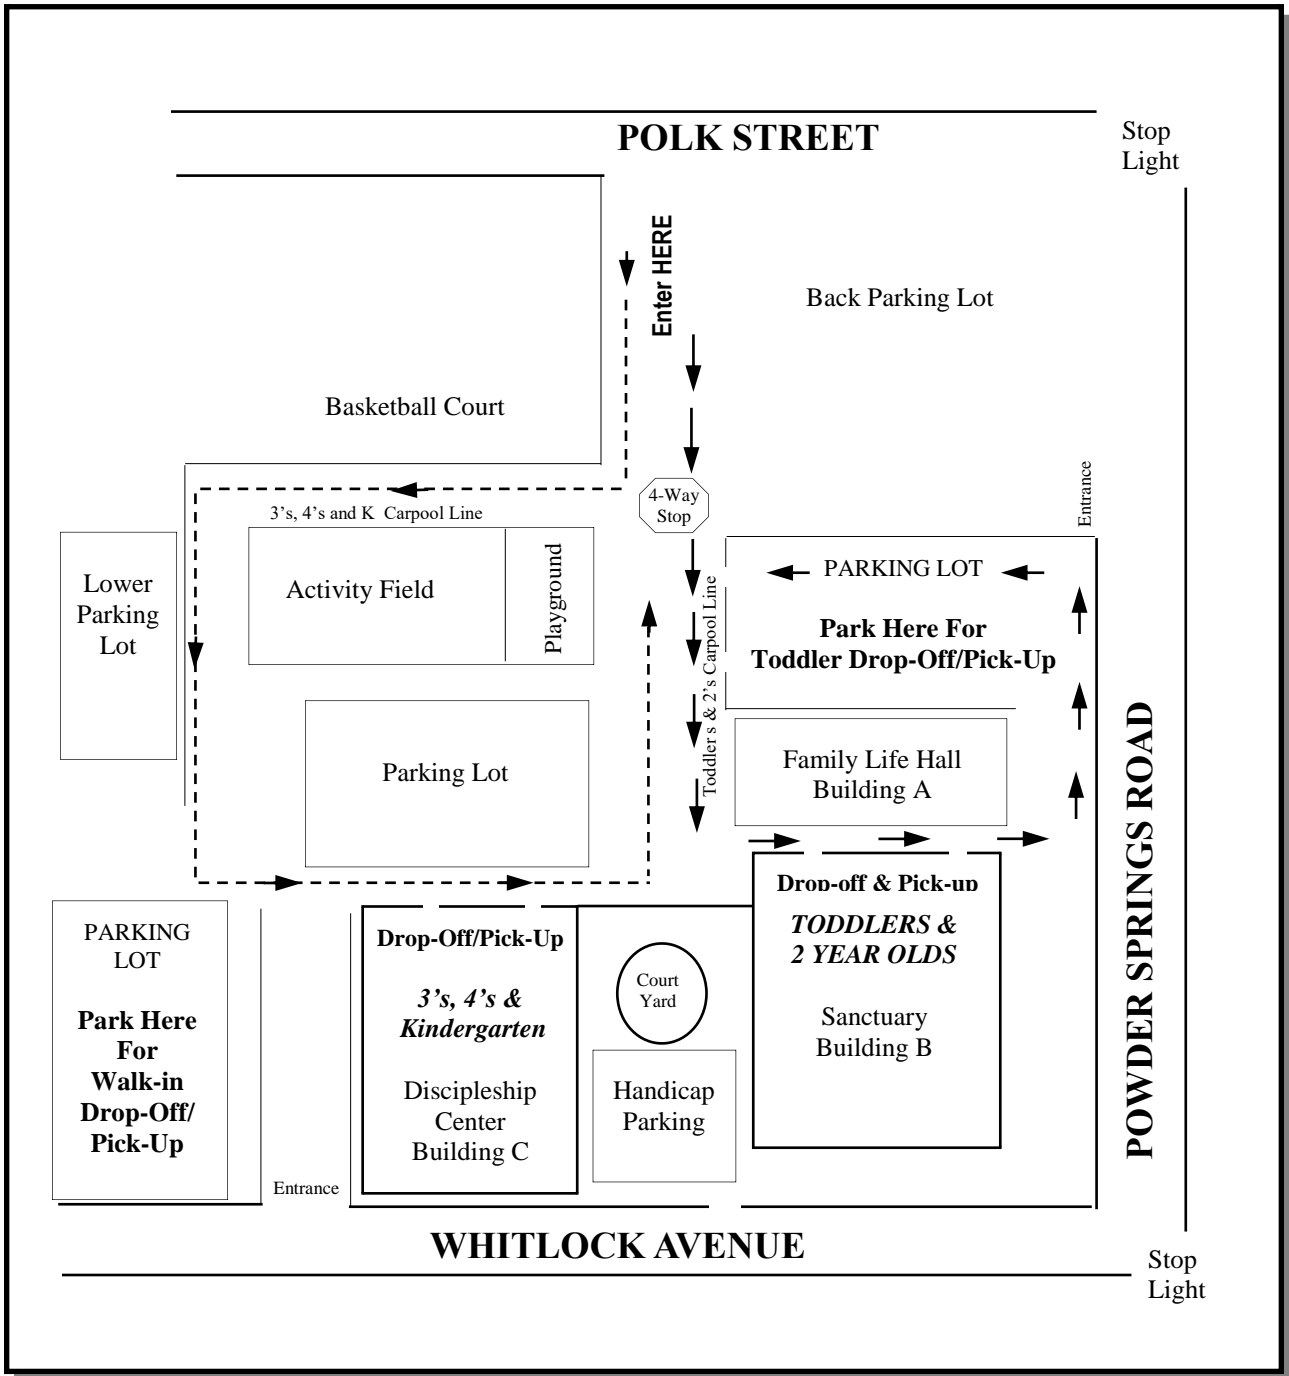 POLK STREET
Stop
Light
Enter HERE
Back Parking Lot
Basketball Court
Entrance
4-Way
Stop
3's, 4's and K Carpool Line
Lower
Parking
Lot
Activity Field
Playground
Toddlers & 2's Carpool Line
PARKING LOT
Park Here For
Toddler Drop-Off/Pick-Up
Parking Lot
Family Life Hall
Building A
POWDER SPRINGS ROAD
PARKING
LOT
Park Here
For
Walk-in
Drop-Off/
Pick-Up
Drop-Off/Pick-Up
3's, 4's &
Kindergarten
Discipleship
Center
Building C
Court
Yard
Handicap
Parking
Drop-off & Pick-up
TODDLERS &
2 YEAR OLDS
Sanctuary
Building B
Entrance
WHITLOCK AVENUE
Stop
Light